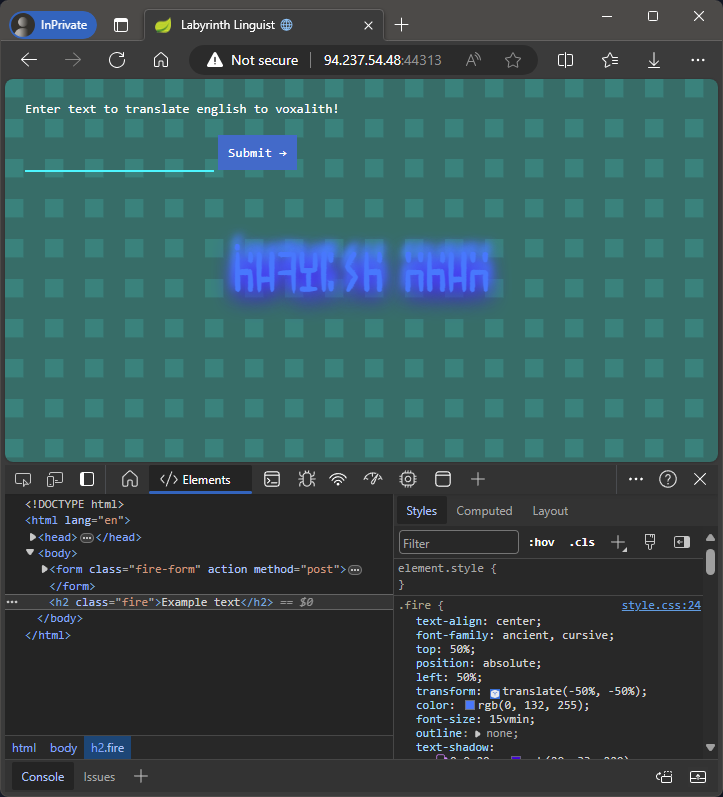 InPrivate
Labyrinth Linguist
Not secure
94.237.54.48:44313
Enter text to translate english to voxalith!
Submit →
Elements
<!DOCTYPE html>
<html lang="en">
<head> ⋯ </head>
<body>
<form class="fire-form" action method="post"> ⋯
</form>
<h2 class="fire">Example text</h2> == $0
</body>
</html>
html body h2.fire
Styles Computed Layout
Filter :hov .cls
element.style {
}
.fire { style.css:24
text-align: center;
font-family: ancient, cursive;
top: 50%;
position: absolute;
left: 50%;
transform: translate(-50%, -50%);
color: rgb(0, 132, 255);
font-size: 15vmin;
outline: none;
text-shadow:
Console Issues